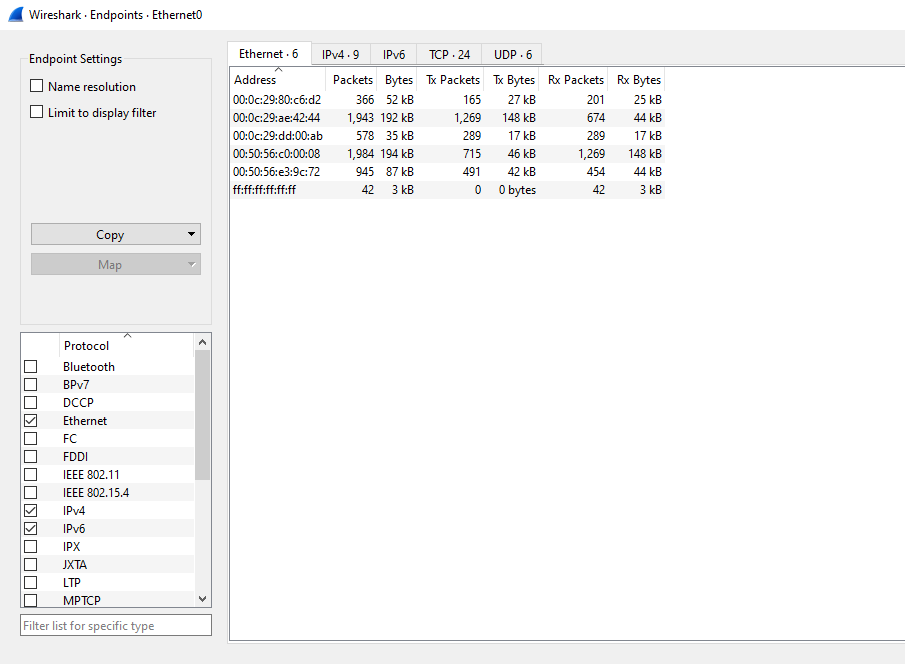 Wireshark · Endpoints · Ethernet0
Endpoint Settings
Name resolution
Limit to display filter
Copy
Map
Protocol
Bluetooth
BPv7
DCCP
Ethernet
FC
FDDI
IEEE 802.11
IEEE 802.15.4
IPv4
IPv6
IPX
JXTA
LTP
MPTCP
Filter list for specific type
Ethernet · 6 IPv4 · 9 IPv6 TCP · 24 UDP · 6
Address Packets Bytes Tx Packets Tx Bytes Rx Packets Rx Bytes
00:0c:29:80:c6:d2 366 52 kB 165 27 kB 201 25 kB
00:0c:29:ae:42:44 1,943 192 kB 1,269 148 kB 674 44 kB
00:0c:29:dd:00:ab 578 35 kB 289 17 kB 289 17 kB
00:50:56:c0:00:08 1,984 194 kB 715 46 kB 1,269 148 kB
00:50:56:e3:9c:72 945 87 kB 491 42 kB 454 44 kB
ff:ff:ff:ff:ff:ff 42 3 kB 0 0 bytes 42 3 kB